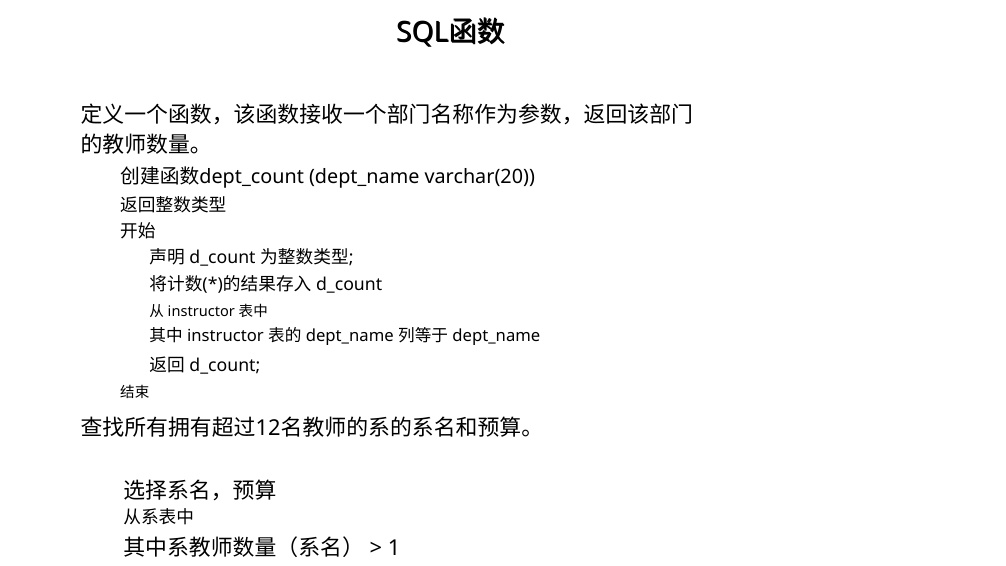 SQL函数
定义一个函数，该函数接收一个部门名称作为参数，返回该部门
的教师数量。
创建函数dept_count (dept_name varchar(20))
返回整数类型
开始
声明 d_count 为整数类型;
将计数(*)的结果存入 d_count
从 instructor 表中
其中 instructor 表的 dept_name 列等于 dept_name
返回 d_count;
结束
查找所有拥有超过12名教师的系的系名和预算。
选择系名，预算
从系表中
其中系教师数量（系名） > 1